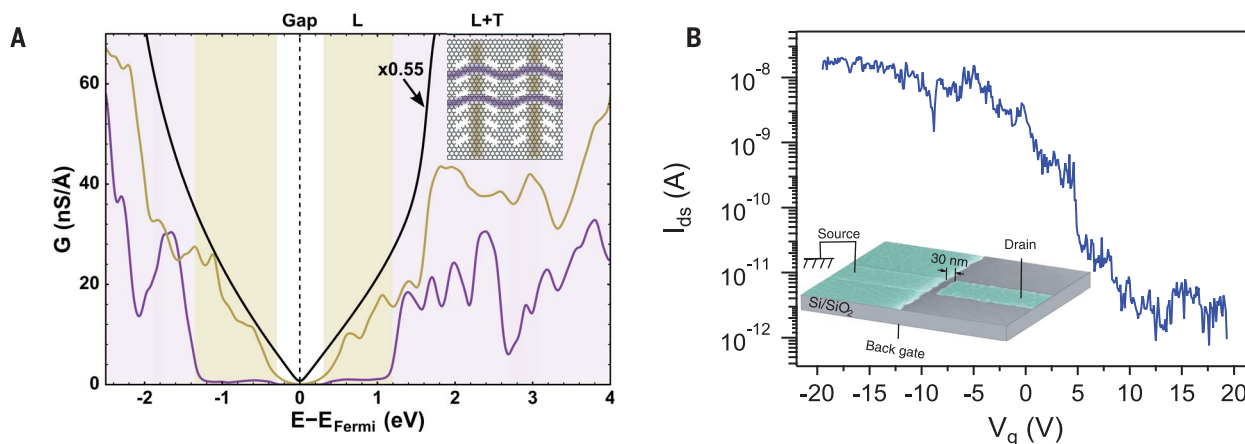 A
Gap L L+T
x0.55
G (nS/Å)
60
40
20
0
-2 -1 0 1 2 3 4
E−E_Fermi (eV)
B
I_ds (A)
10^-8
10^-9
10^-10
10^-11
10^-12
Source
30 nm
Drain
Si/SiO_2
Back gate
-20 -15 -10 -5 0 5 10 15 20
V_g (V)